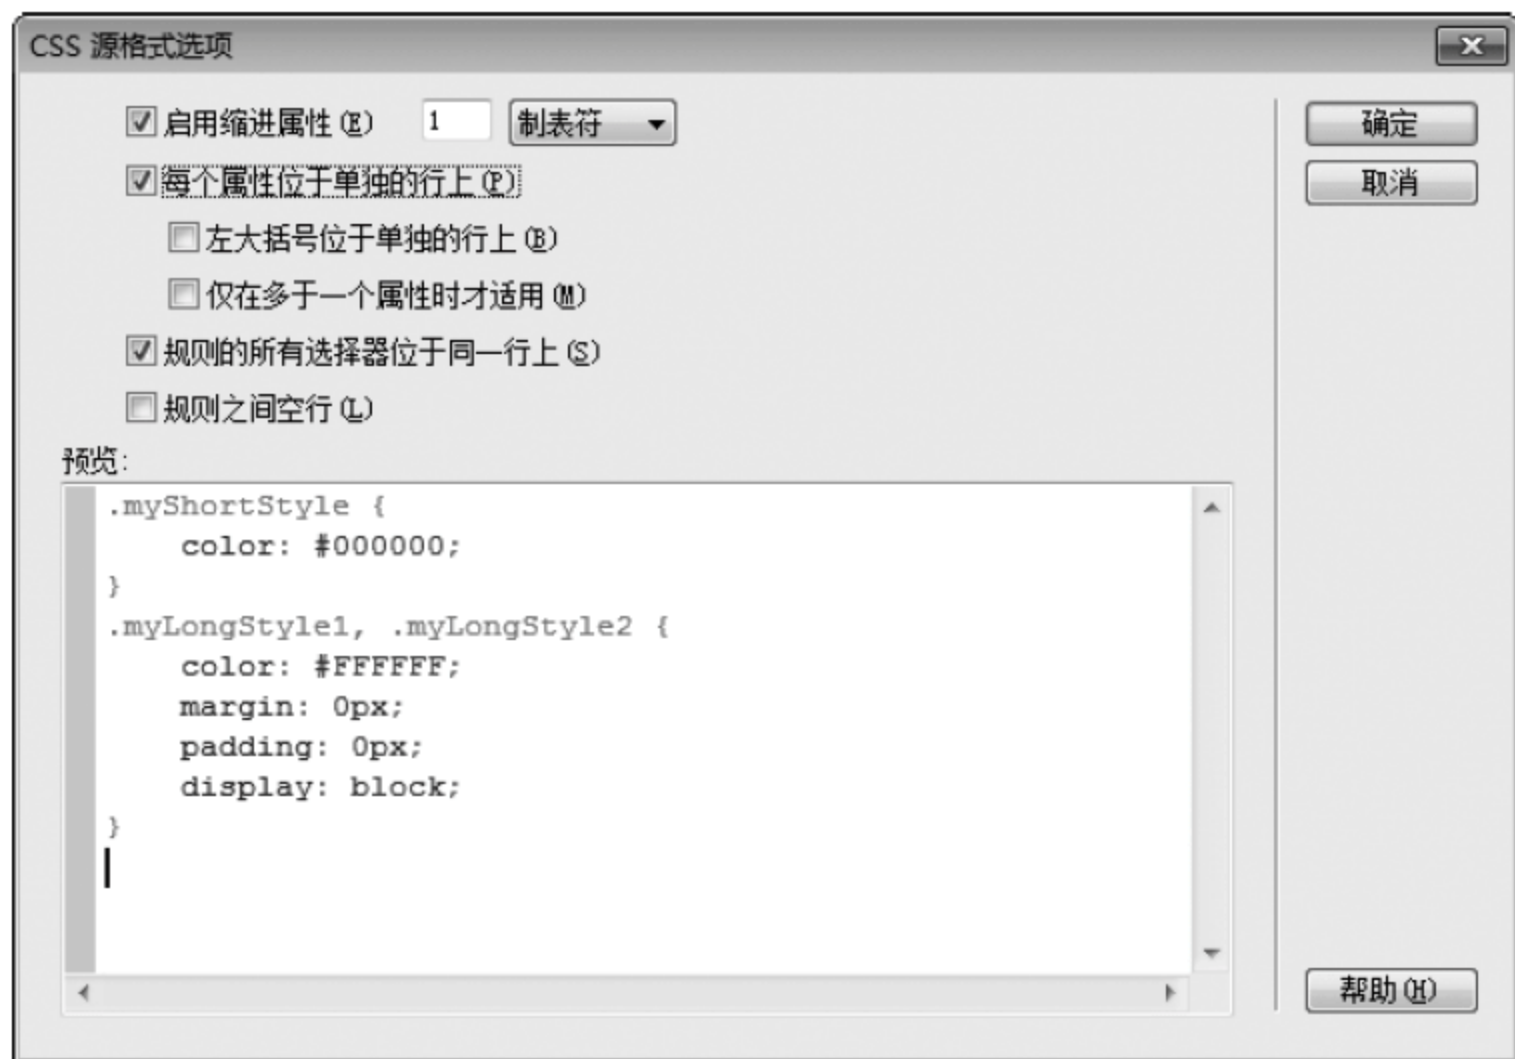 CSS 源格式选项
启用缩进属性(E) 1 制表符
确定
每个属性位于单独的行上(P)
取消
左大括号位于单独的行上(B)
仅在多于一个属性时才适用(M)
规则的所有选择器位于同一行上(S)
规则之间空行(L)
预览:
.myShortStyle {
    color: #000000;
}
.myLongStyle1, .myLongStyle2 {
    color: #FFFFFF;
    margin: 0px;
    padding: 0px;
    display: block;
}
帮助(H)